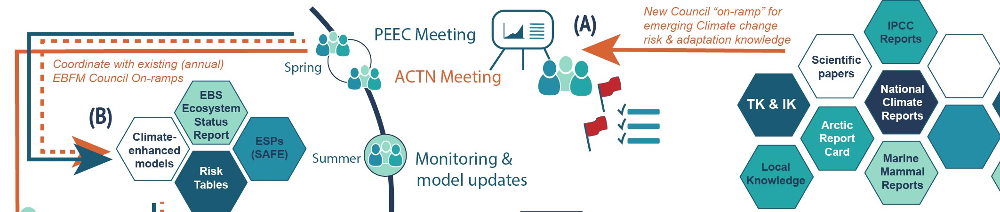 Coordinate with existing (annual)
EBFM Council On-ramps
(B)
Climate-
enhanced
models
EBS
Ecosystem
Status
Report
ESPs
(SAFE)
Risk
Tables
Spring
PEEC Meeting
ACTN Meeting
Summer
Monitoring &
model updates
(A)
New Council “on-ramp” for
emerging Climate change
risk & adaptation knowledge
IPCC
Reports
Scientific
papers
TK & IK
National
Climate
Reports
Arctic
Report
Card
Local
Knowledge
Marine
Mammal
Reports